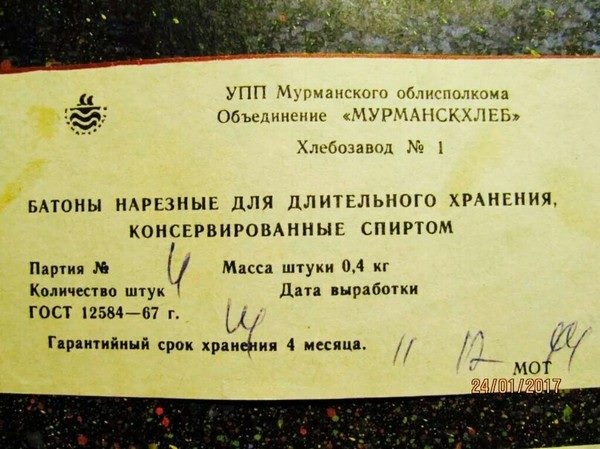 УПП Мурманского облисполкома
Объединение «МУРМАНСКХЛЕБ»
Хлебозавод № 1
БАТОНЫ НАРЕЗНЫЕ ДЛЯ ДЛИТЕЛЬНОГО ХРАНЕНИЯ,
КОНСЕРВИРОВАННЫЕ СПИРТОМ
Партия № Масса штуки 0,4 кг
Количество штук 4 Дата выработки
ГОСТ 12584—67 г.
Гарантийный срок хранения 4 месяца. 11 12
МОТ
24/01/2017